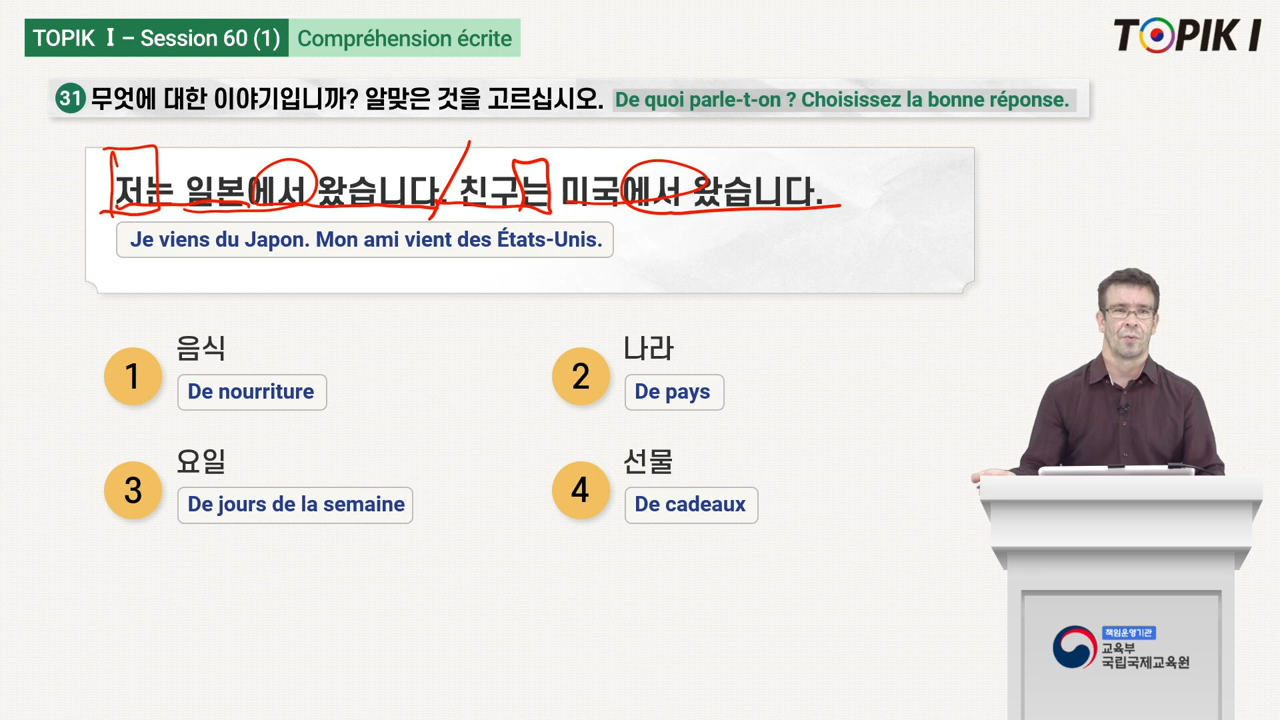 TOPIK I – Session 60 (1) Compréhension écrite
TOPIK I
31 무엇에 대한 이야기입니까? 알맞은 것을 고르십시오. De quoi parle-t-on ? Choisissez la bonne réponse.
저는 일본에서 왔습니다. 친구는 미국에서 왔습니다.
Je viens du Japon. Mon ami vient des États-Unis.
1 음식
De nourriture
2 나라
De pays
3 요일
De jours de la semaine
4 선물
De cadeaux
책임운영기관
교육부
국립국제교육원